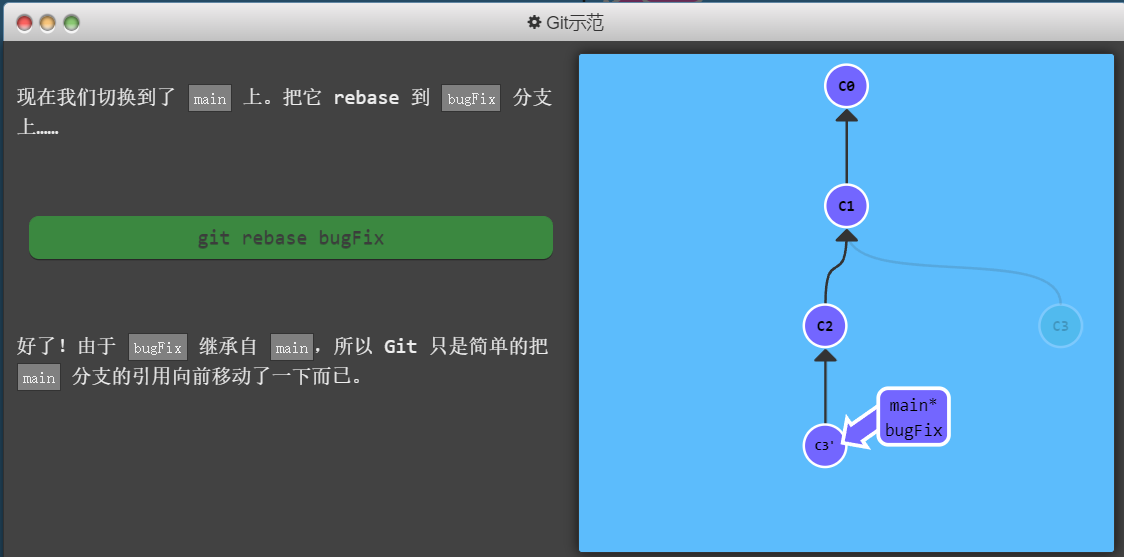 Git示范
现在我们切换到了 main 上。把它 rebase 到 bugFix 分支
上……
git rebase bugFix
好了！由于 bugFix 继承自 main，所以 Git 只是简单的把
main 分支的引用向前移动了一下而已。
C0
C1
C2
C3
C3'
main*
bugFix